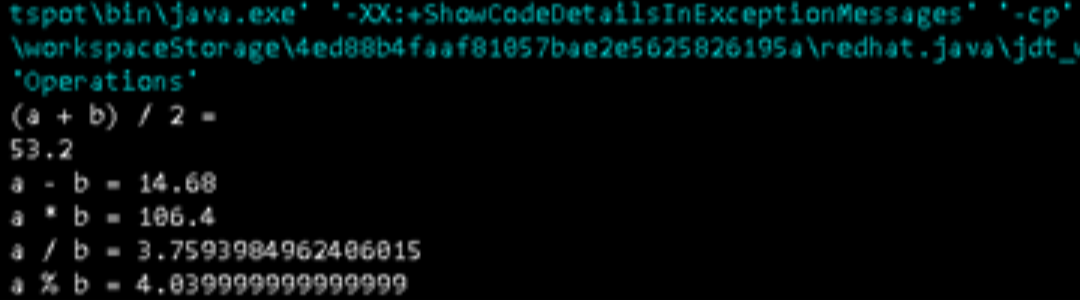 tspot\bin\java.exe' '-XX:+ShowCodeDetailsInExceptionMessages' '-cp'
\workspaceStorage\4ed88b4faaf81057bae2e5625826195a\redhat.java\jdt_
'Operations'
(a + b) / 2 =
53.2
a - b = 14.68
a * b = 106.4
a / b = 3.7593984962406015
a % b = 4.039999999999999